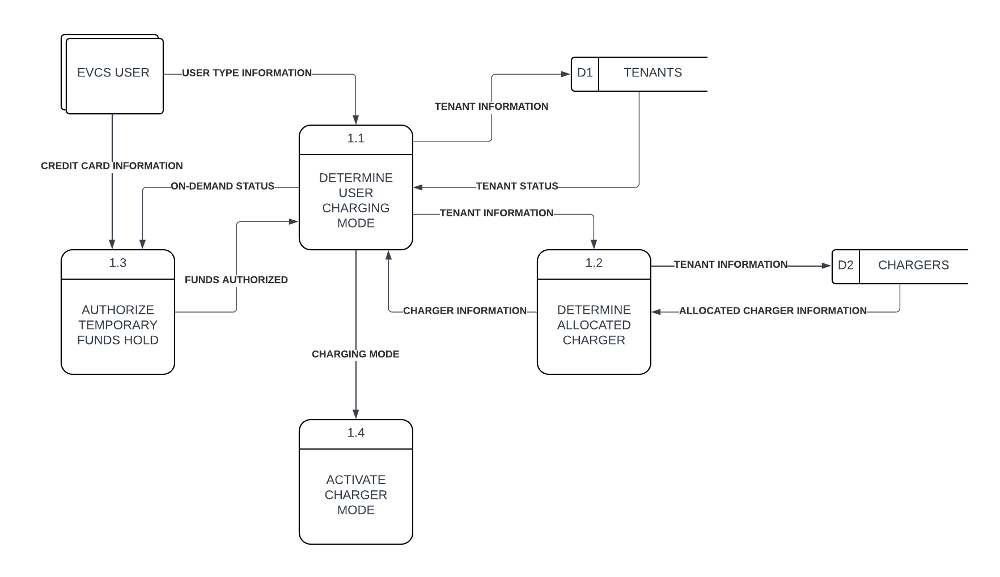 EVCS USER
USER TYPE INFORMATION
D1
TENANTS
TENANT INFORMATION
1.1
CREDIT CARD INFORMATION
DETERMINE
USER
CHARGING
MODE
ON-DEMAND STATUS
TENANT STATUS
TENANT INFORMATION
1.3
1.2
TENANT INFORMATION
D2
CHARGERS
FUNDS AUTHORIZED
AUTHORIZE
TEMPORARY
FUNDS HOLD
CHARGER INFORMATION
DETERMINE
ALLOCATED
CHARGER
ALLOCATED CHARGER INFORMATION
CHARGING MODE
1.4
ACTIVATE
CHARGER
MODE